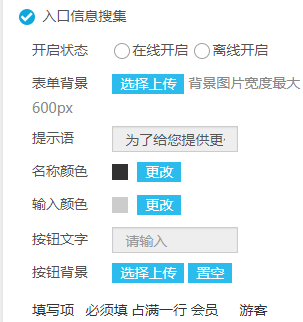 入口信息搜集
开启状态 在线开启 离线开启
表单背景 选择上传 背景图片宽度最大
600px
提示语 为了给您提供更
名称颜色 更改
输入颜色 更改
按钮文字 请输入
按钮背景 选择上传 置空
填写项 必须填 占满一行 会员 游客